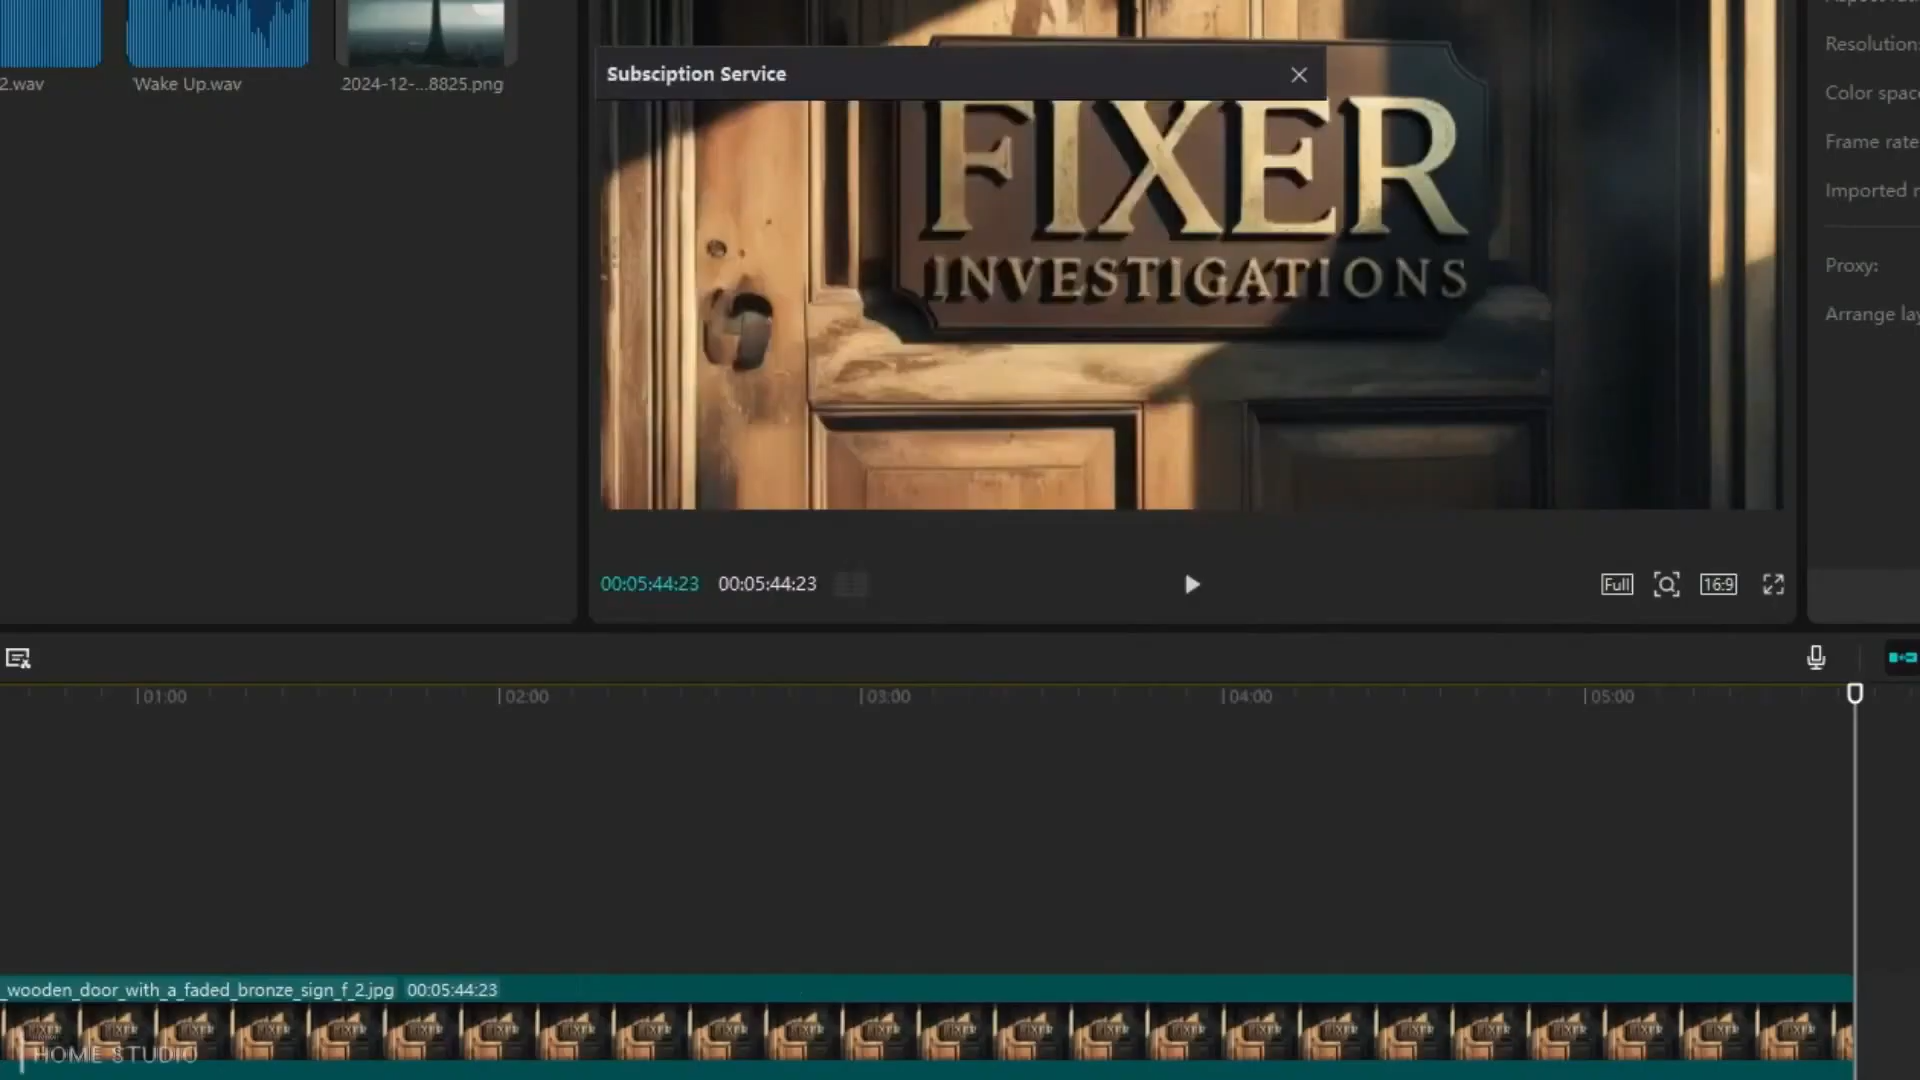 2.wav
Wake Up.wav
2024-12-...8825.png
Subsciption Service
FIXER
INVESTIGATIONS
Resolution:
Color space
Frame rate
Imported m
Proxy:
Arrange lay
00:05:44:23
00:05:44:23
Full
16:9
01:00
02:00
03:00
04:00
05:00
_wooden_door_with_a_faded_bronze_sign_f_2.jpg 00:05:44:23
HOME STUDIO